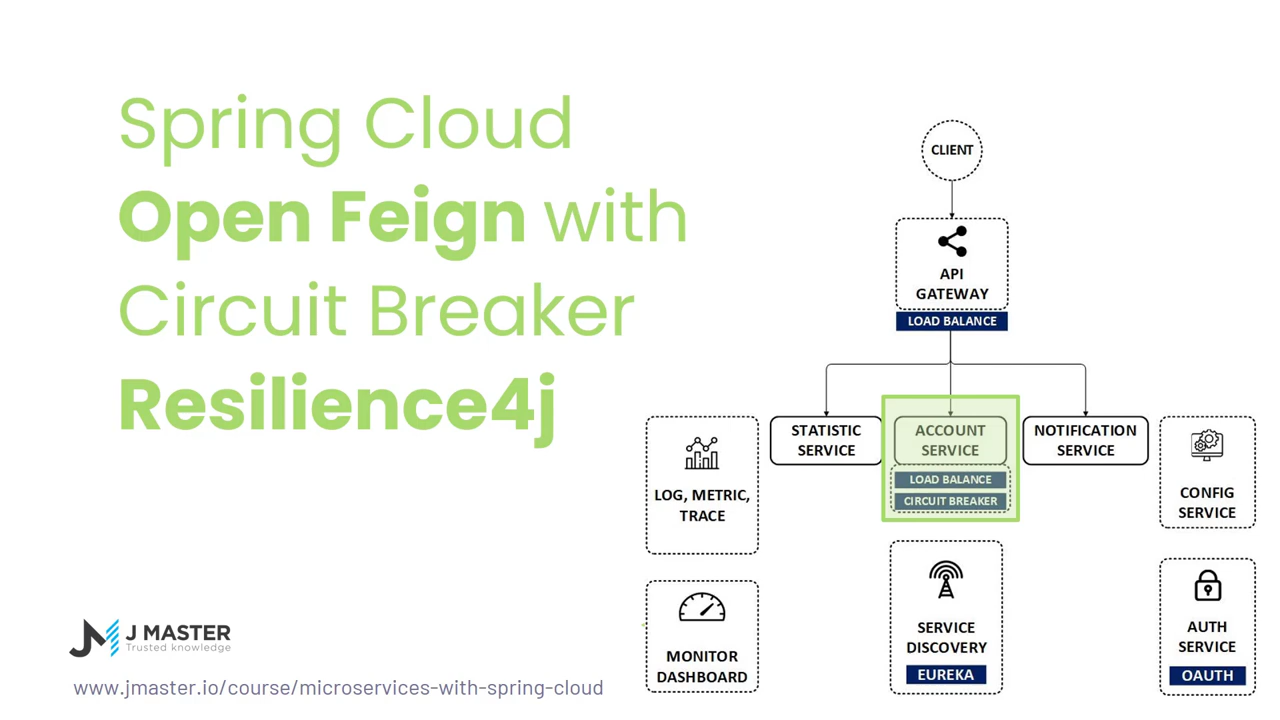 Spring Cloud
Open Feign with
Circuit Breaker
Resilience4j
CLIENT
API
GATEWAY
LOAD BALANCE
STATISTIC
SERVICE
ACCOUNT
SERVICE
LOAD BALANCE
CIRCUIT BREAKER
NOTIFICATION
SERVICE
LOG, METRIC,
TRACE
CONFIG
SERVICE
MONITOR
DASHBOARD
SERVICE
DISCOVERY
EUREKA
AUTH
SERVICE
OAUTH
J MASTER
Trusted knowledge
www.jmaster.io/course/microservices-with-spring-cloud